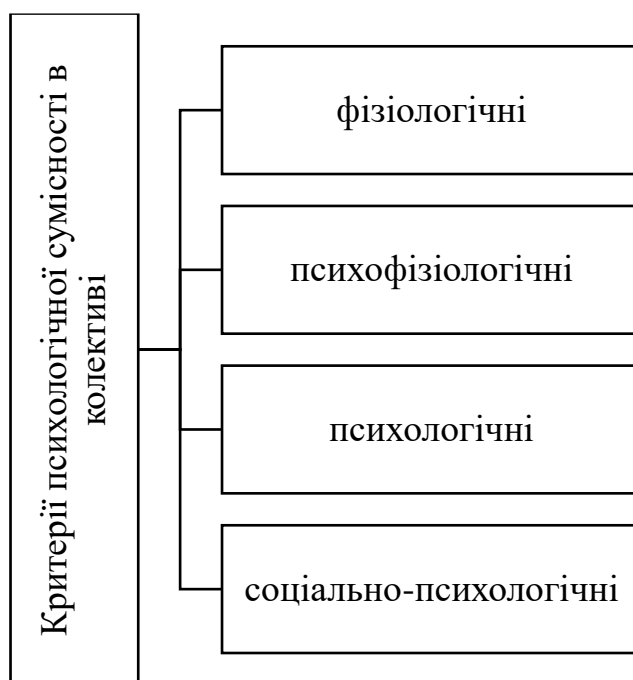 Критерії психологічної сумісності в
колективі
фізіологічні
психофізіологічні
психологічні
соціально-психологічні